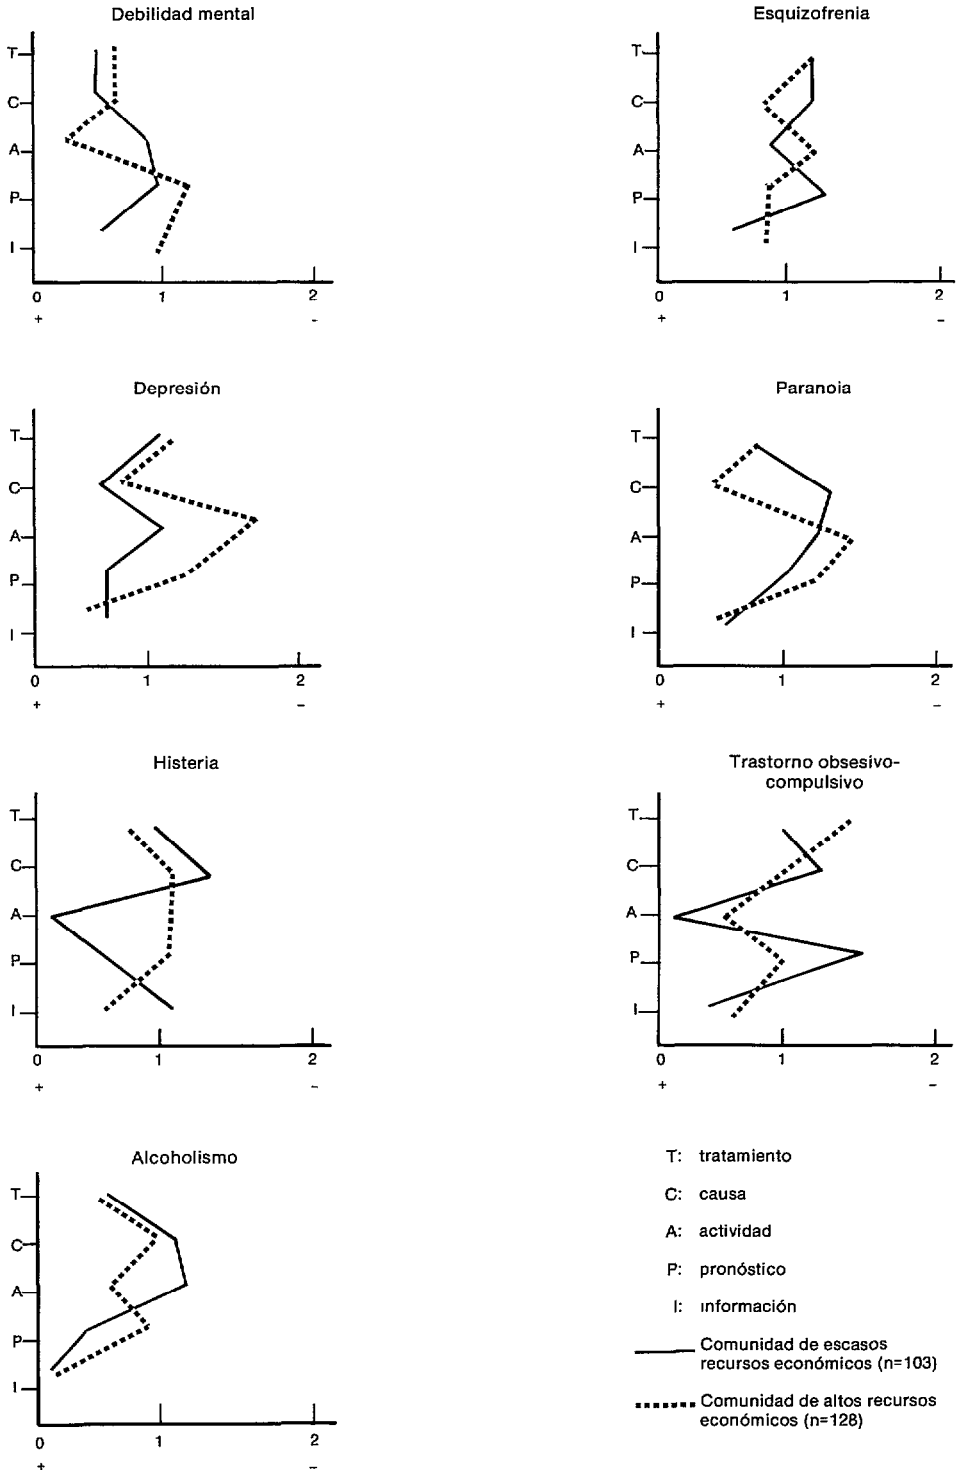 Debilidad mental
T
C
A
P
I
0 1 2
+ -
Esquizofrenia
T
C
A
P
I
0 1 2
+ -
Depresión
T
C
A
P
I
0 1 2
+ -
Paranoia
T
C
A
P
I
0 1 2
+ -
Histeria
T
C
A
P
I
0 1 2
+ -
Trastorno obsesivo-
compulsivo
T
C
A
P
I
0 1 2
+ -
Alcoholismo
T
C
A
P
I
0 1 2
+ -
T: tratamiento
C: causa
A: actividad
P: pronóstico
I: información
Comunidad de escasos
recursos económicos (n=103)
Comunidad de altos recursos
económicos (n=128)